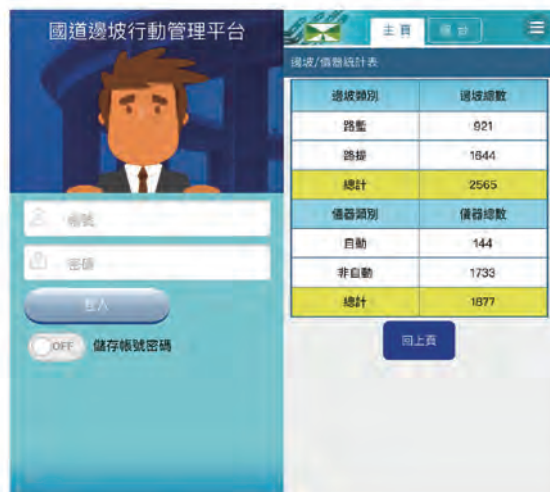 國道邊坡行動管理平台
帳號
密碼
登入
OFF 儲存帳號密碼
主頁
邊坡/儀器統計表
邊坡類別 邊坡總數
路塹 921
路堤 1644
總計 2565
儀器類別 儀器總數
自動 144
非自動 1733
總計 1877
回上頁